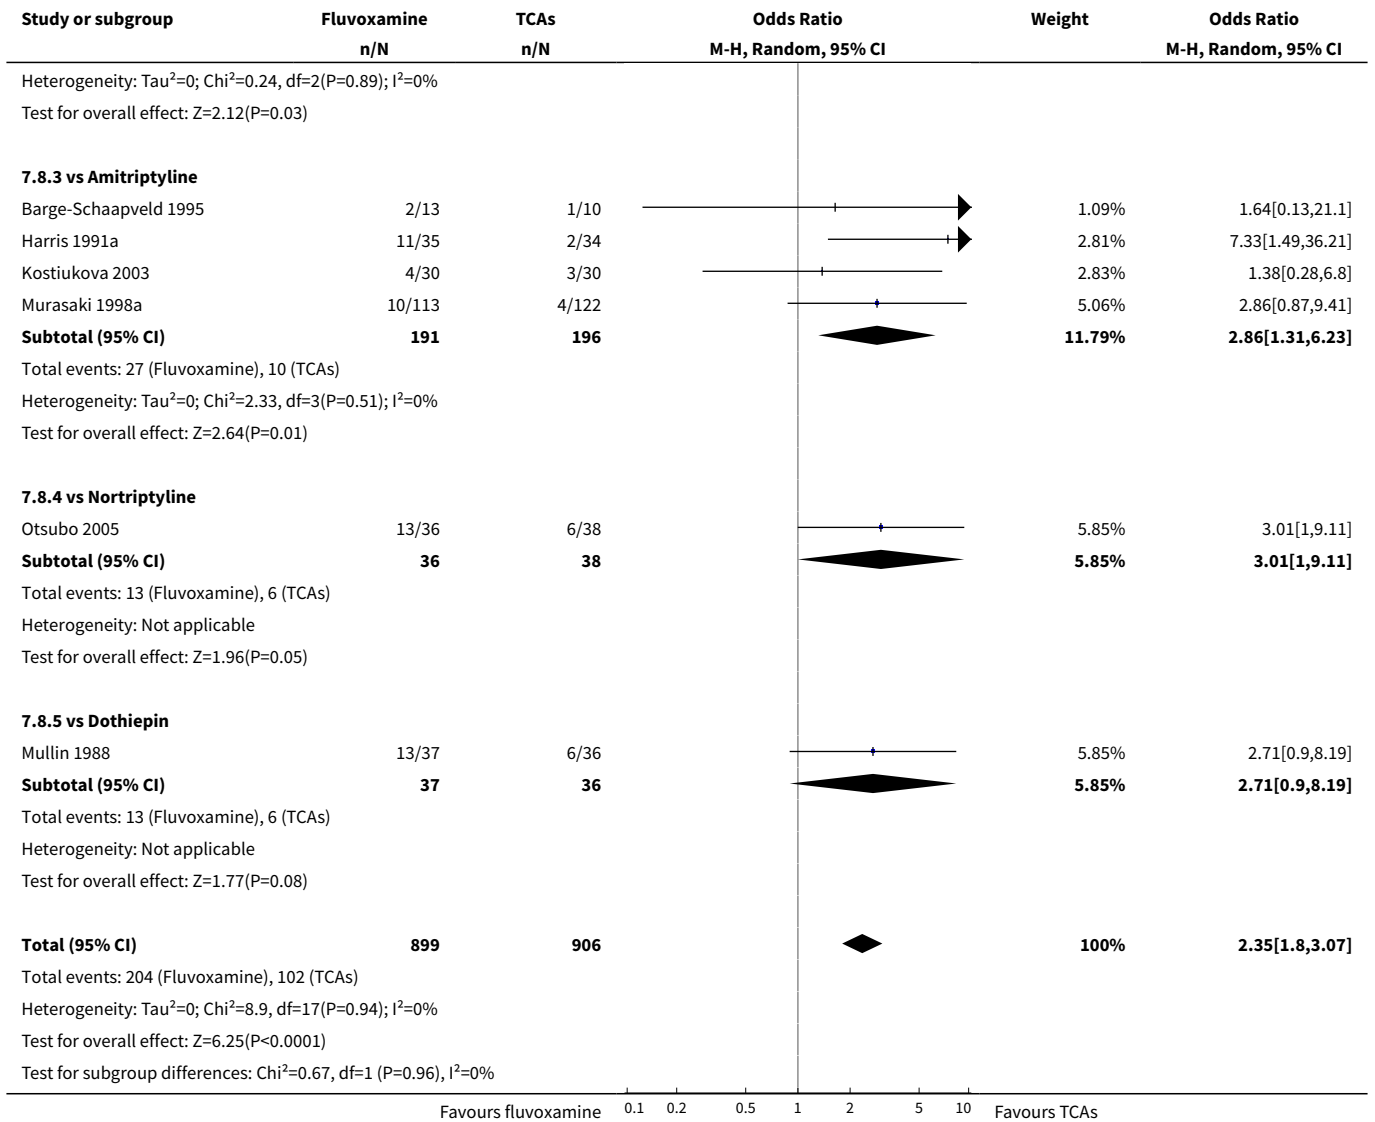 Study or subgroup Fluvoxamine TCAs Odds Ratio Weight Odds Ratio
n/N n/N M-H, Random, 95% CI M-H, Random, 95% CI
Heterogeneity: Tau²=0; Chi²=0.24, df=2(P=0.89); I²=0%
Test for overall effect: Z=2.12(P=0.03)
7.8.3 vs Amitriptyline
Barge-Schaapveld 1995 2/13 1/10 1.09% 1.64[0.13,21.1]
Harris 1991a 11/35 2/34 2.81% 7.33[1.49,36.21]
Kostiukova 2003 4/30 3/30 2.83% 1.38[0.28,6.8]
Murasaki 1998a 10/113 4/122 5.06% 2.86[0.87,9.41]
Subtotal (95% CI) 191 196 11.79% 2.86[1.31,6.23]
Total events: 27 (Fluvoxamine), 10 (TCAs)
Heterogeneity: Tau²=0; Chi²=2.33, df=3(P=0.51); I²=0%
Test for overall effect: Z=2.64(P=0.01)
7.8.4 vs Nortriptyline
Otsubo 2005 13/36 6/38 5.85% 3.01[1,9.11]
Subtotal (95% CI) 36 38 5.85% 3.01[1,9.11]
Total events: 13 (Fluvoxamine), 6 (TCAs)
Heterogeneity: Not applicable
Test for overall effect: Z=1.96(P=0.05)
7.8.5 vs Dothiepin
Mullin 1988 13/37 6/36 5.85% 2.71[0.9,8.19]
Subtotal (95% CI) 37 36 5.85% 2.71[0.9,8.19]
Total events: 13 (Fluvoxamine), 6 (TCAs)
Heterogeneity: Not applicable
Test for overall effect: Z=1.77(P=0.08)
Total (95% CI) 899 906 100% 2.35[1.8,3.07]
Total events: 204 (Fluvoxamine), 102 (TCAs)
Heterogeneity: Tau²=0; Chi²=8.9, df=17(P=0.94); I²=0%
Test for overall effect: Z=6.25(P<0.0001)
Test for subgroup differences: Chi²=0.67, df=1 (P=0.96), I²=0%
Favours fluvoxamine 0.1 0.2 0.5 1 2 5 10 Favours TCAs